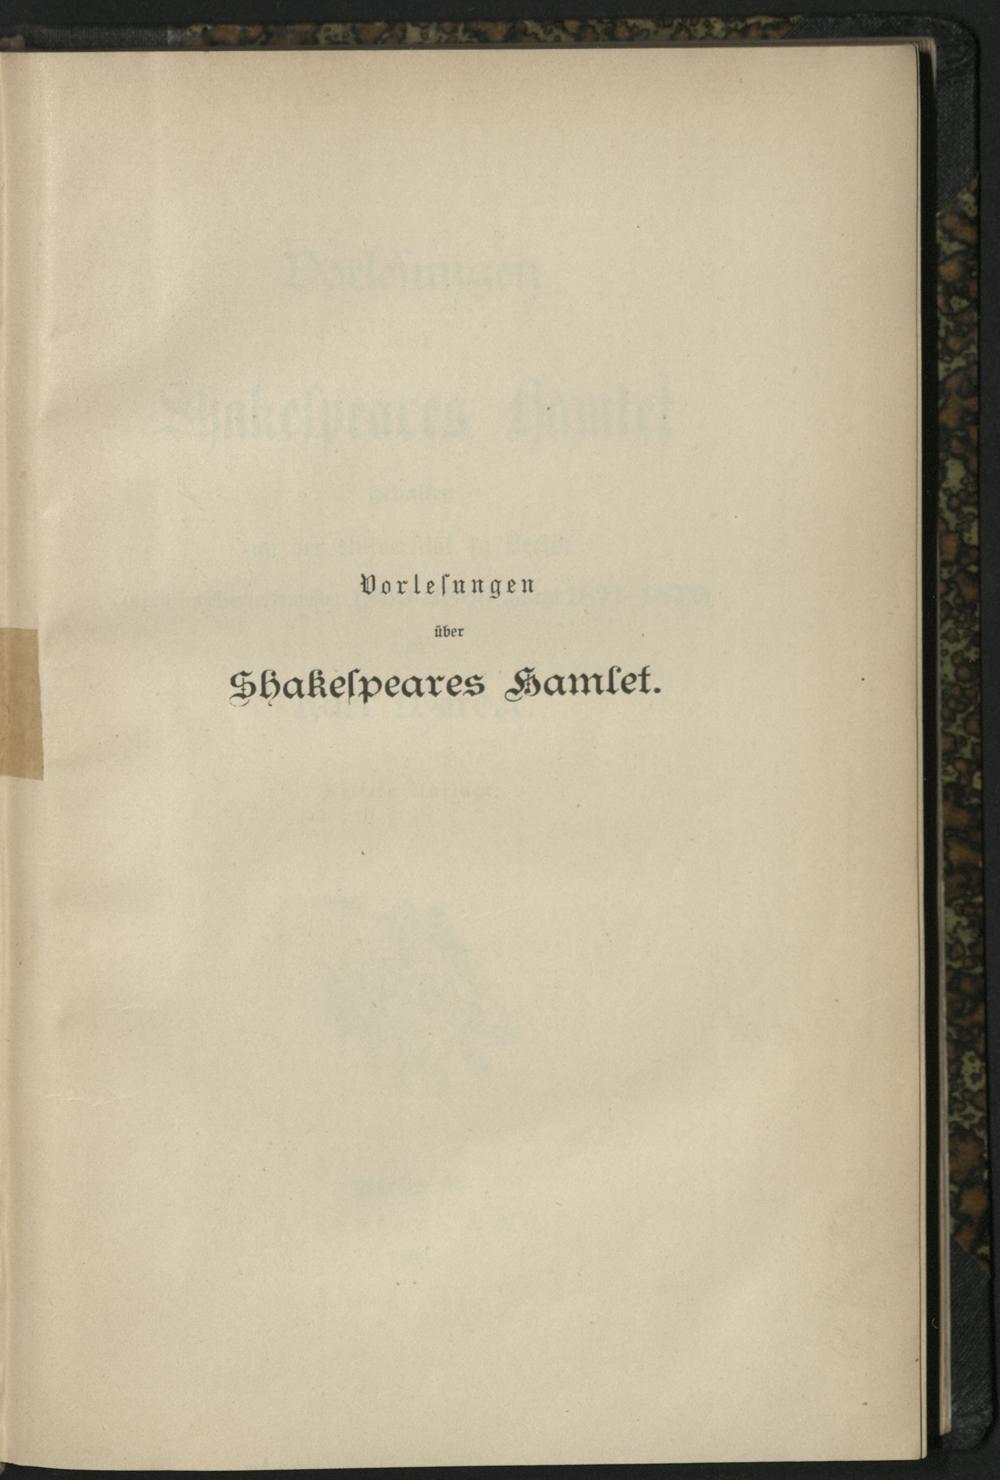 Vorleſungen
über
Shakeſpeares Hamlet.